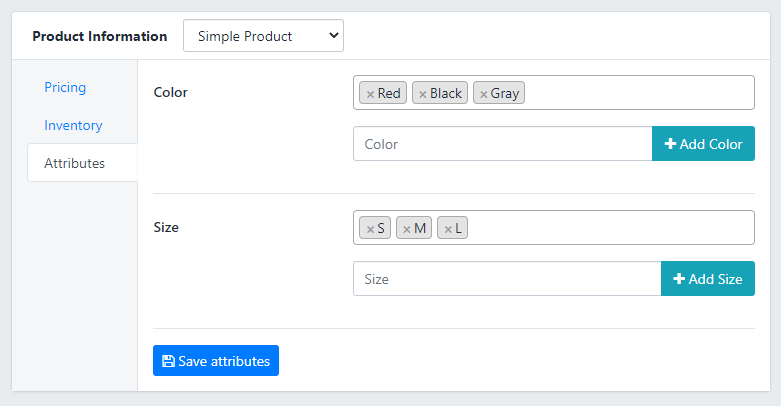 Product Information Simple Product
Pricing
Inventory
Attributes
Color × Red × Black × Gray
Color + Add Color
Size × S × M × L
Size + Add Size
Save attributes